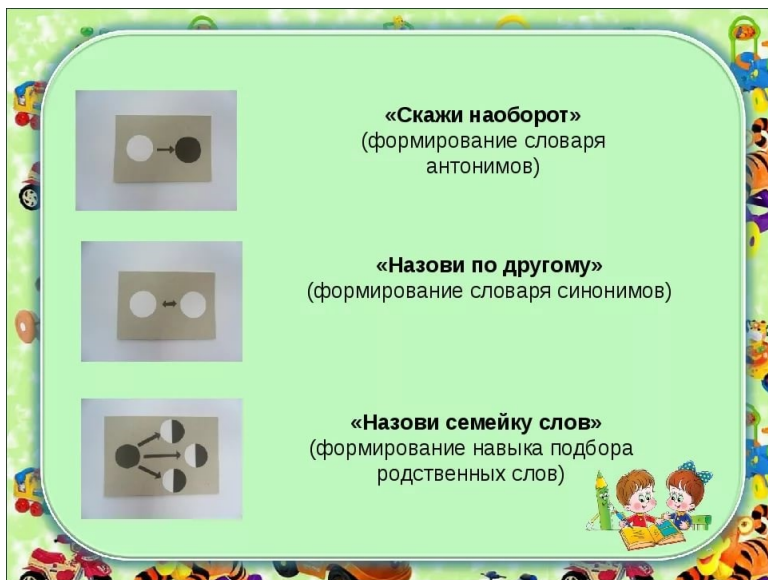 «Скажи наоборот»
(формирование словаря
антонимов)
«Назови по другому»
(формирование словаря синонимов)
«Назови семейку слов»
(формирование навыка подбора
родственных слов)